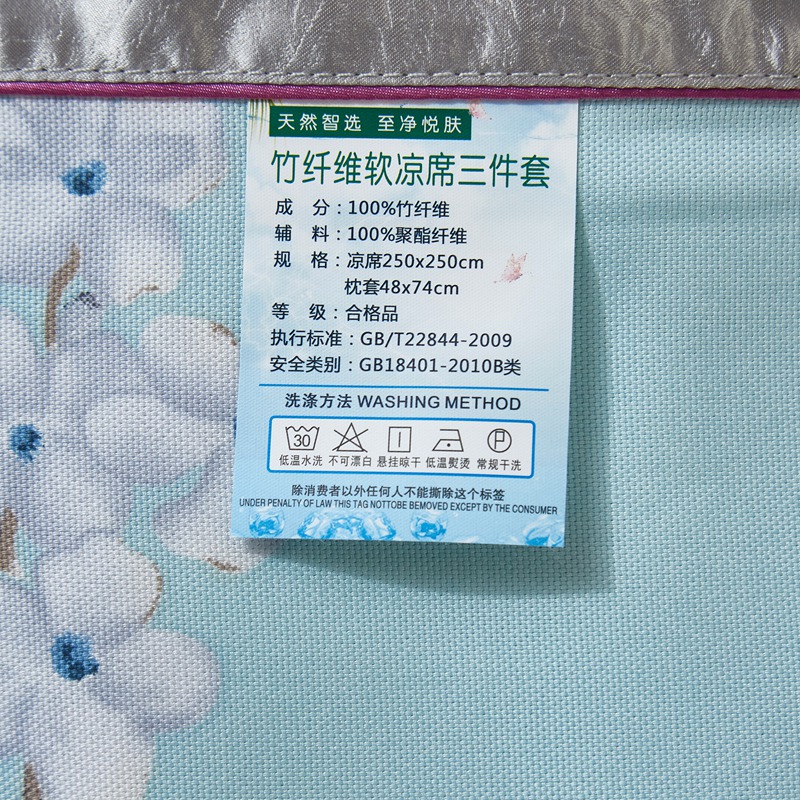 天然智选 至净悦肤
竹纤维软凉席三件套
成 分：100%竹纤维
辅 料：100%聚酯纤维
规 格：凉席250x250cm
枕套48x74cm
等 级：合格品
执行标准：GB/T22844-2009
安全类别：GB18401-2010B类
洗涤方法 WASHING METHOD
30 P
低温水洗 不可漂白 悬挂晾干 低温熨烫 常规干洗
除消费者以外任何人不能撕除这个标签
UNDER PENALTY OF LAW THIS TAG NOTTOBE BEMOVED EXCEPT BY THE CONSUMER